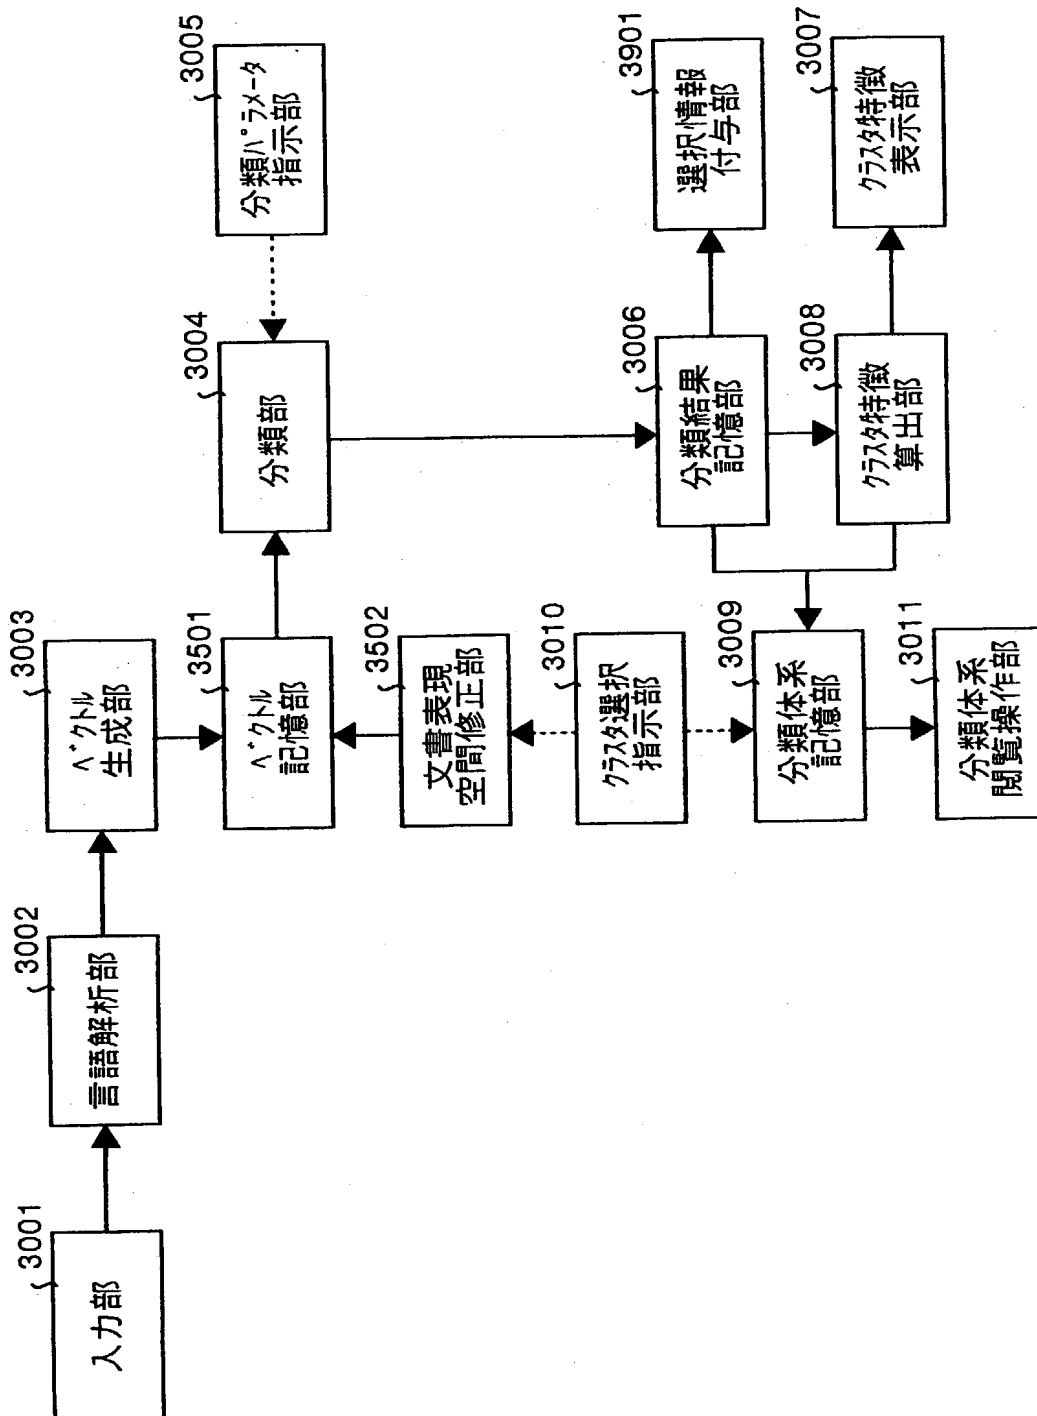 3001
入力部
3002
言語解析部
3003
ベクトル
生成部
3501
ベクトル
記憶部
3502
文書表現
空間修正部
3010
クラスタ選択
指示部
3009
分類体系
記憶部
3011
分類体系
閲覧操作部
3004
分類部
3005
分類パラメータ
指示部
3006
分類結果
記憶部
3008
クラスタ特徴
算出部
3901
選択情報
付与部
3007
クラスタ特徴
表示部